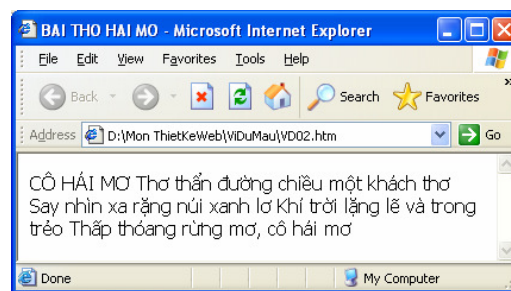 BAI THO HAI MO - Microsoft Internet Explorer
File Edit View Favorites Tools Help
Back Search Favorites »
Address D:\Mon ThietKeWeb\ViDuMau\VD02.htm Go
CÔ HÁI MƠ Thơ thẩn đường chiều một khách thơ
Say nhìn xa rặng núi xanh lơ Khí trời lặng lẽ và trong
trẻo Thấp thóang rừng mơ, cô hái mơ
Done My Computer